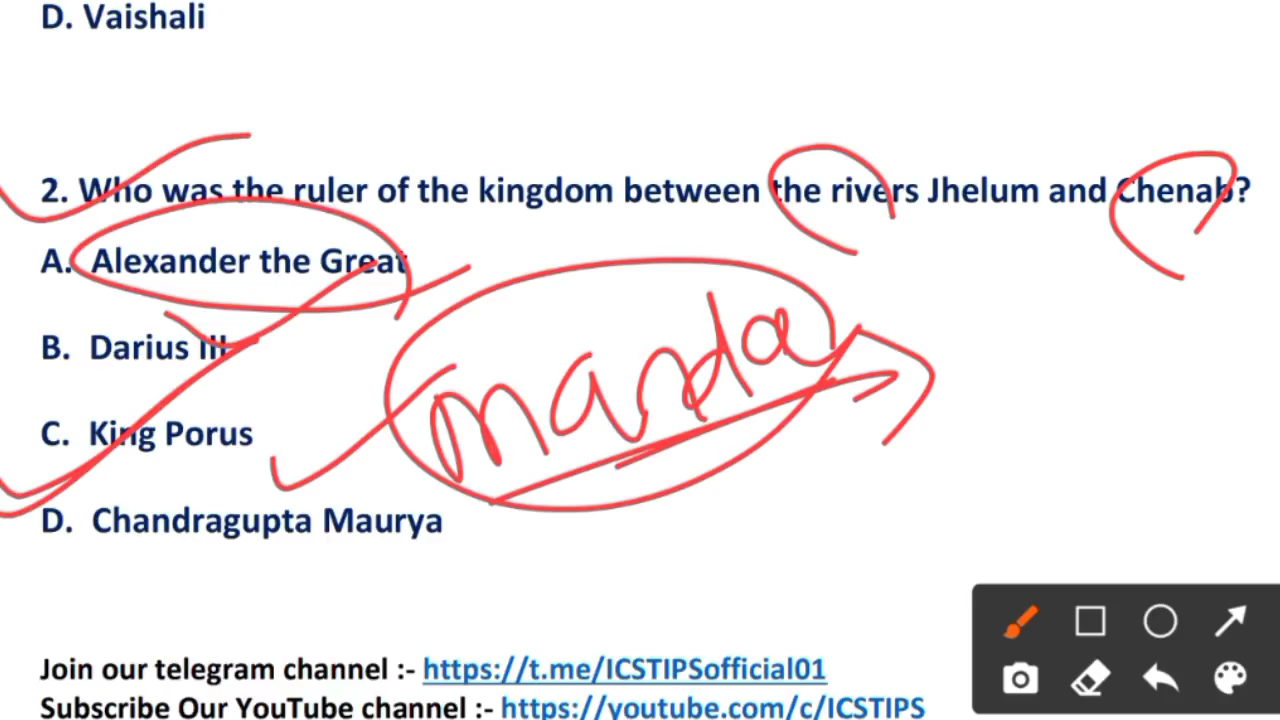 D. Vaishali
2. Who was the ruler of the kingdom between the rivers Jhelum and Chenab?
A. Alexander the Great
B. Darius III
C. King Porus
D. Chandragupta Maurya
Join our telegram channel :- https://t.me/ICSTIPSofficial01
Subscribe Our YouTube channel :- https://youtube.com/c/ICSTIPS